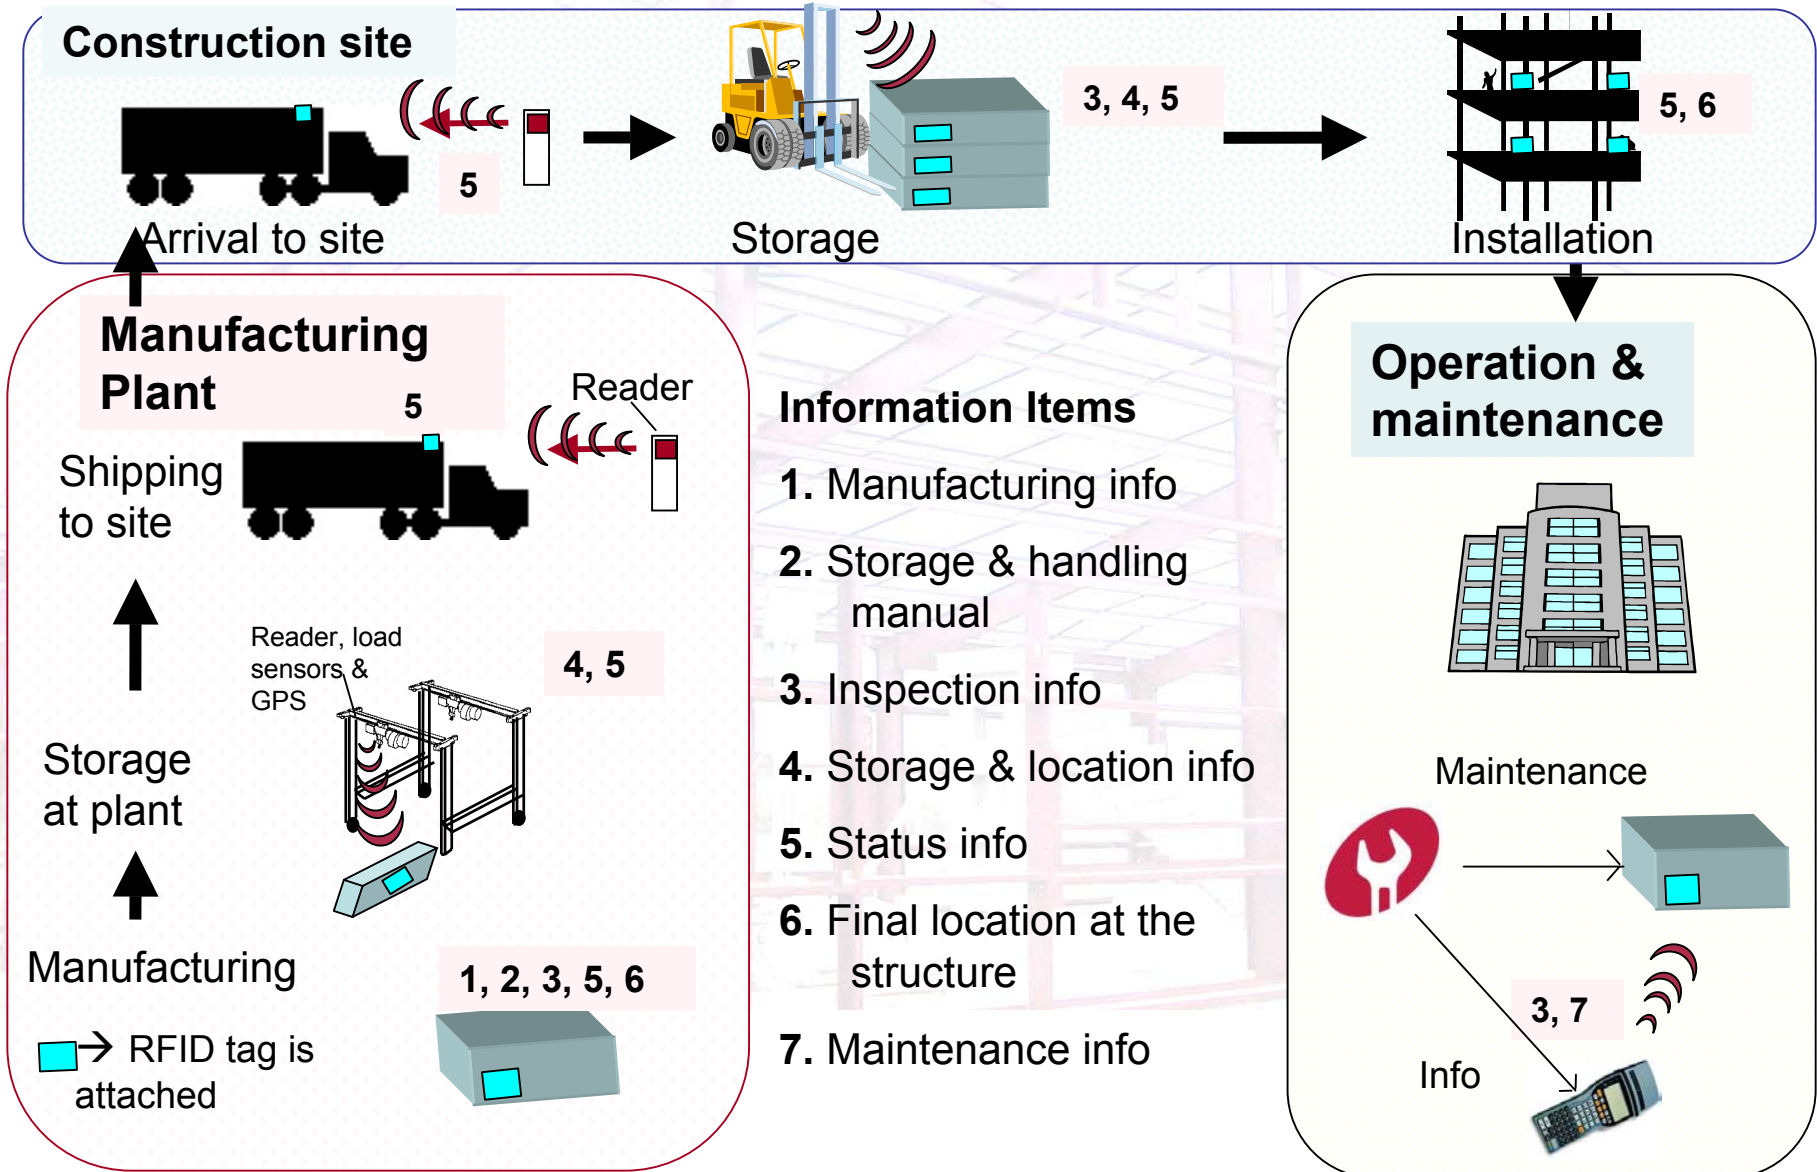 Construction site
3, 4, 5
5, 6
5
Arrival to site
Storage
Installation
Manufacturing
Plant
5
Reader
Shipping
to site
Reader, load
sensors &
GPS
4, 5
Storage
at plant
Manufacturing
1, 2, 3, 5, 6
→ RFID tag is
attached
Information Items
1. Manufacturing info
2. Storage & handling
manual
3. Inspection info
4. Storage & location info
5. Status info
6. Final location at the
structure
7. Maintenance info
Operation &
maintenance
Maintenance
3, 7
Info